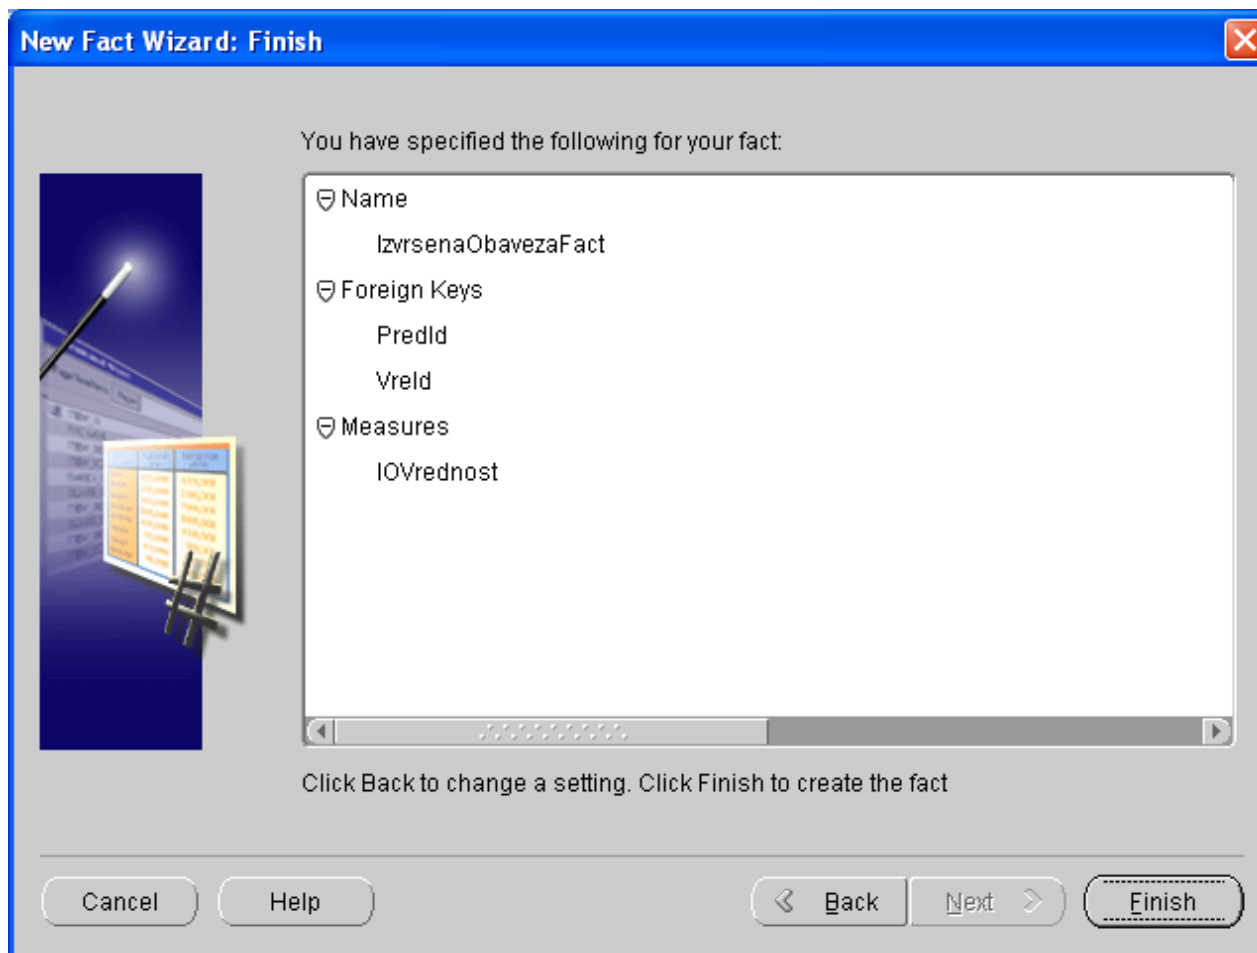 New Fact Wizard: Finish
You have specified the following for your fact:
Name
IzvrsenaObavezaFact
Foreign Keys
PredId
VreId
Measures
IOVrednost
Click Back to change a setting. Click Finish to create the fact
Cancel
Help
Back
Next
Finish